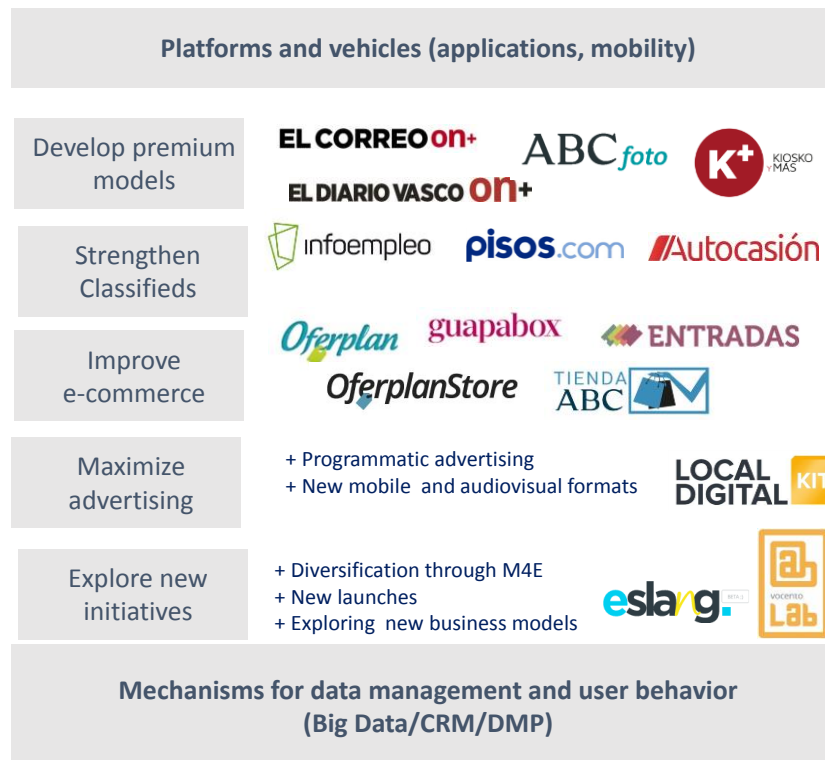 Platforms and vehicles (applications, mobility)
Develop premium
models
EL CORREO on+
EL DIARIO VASCO on+
ABC foto
K+
KIOSKO
Y MÁS
Strengthen
Classifieds
infoempleo
pisos.com
Autocasión
Improve
e-commerce
Oferplan
guapabox
ENTRADAS
OferplanStore
TIENDA
ABC
Maximize
advertising
+ Programmatic advertising
+ New mobile and audiovisual formats
LOCAL
DIGITAL
KIT
Explore new
initiatives
+ Diversification through M4E
+ New launches
+ Exploring new business models
eslang
vocento
Lab
Mechanisms for data management and user behavior
(Big Data/CRM/DMP)